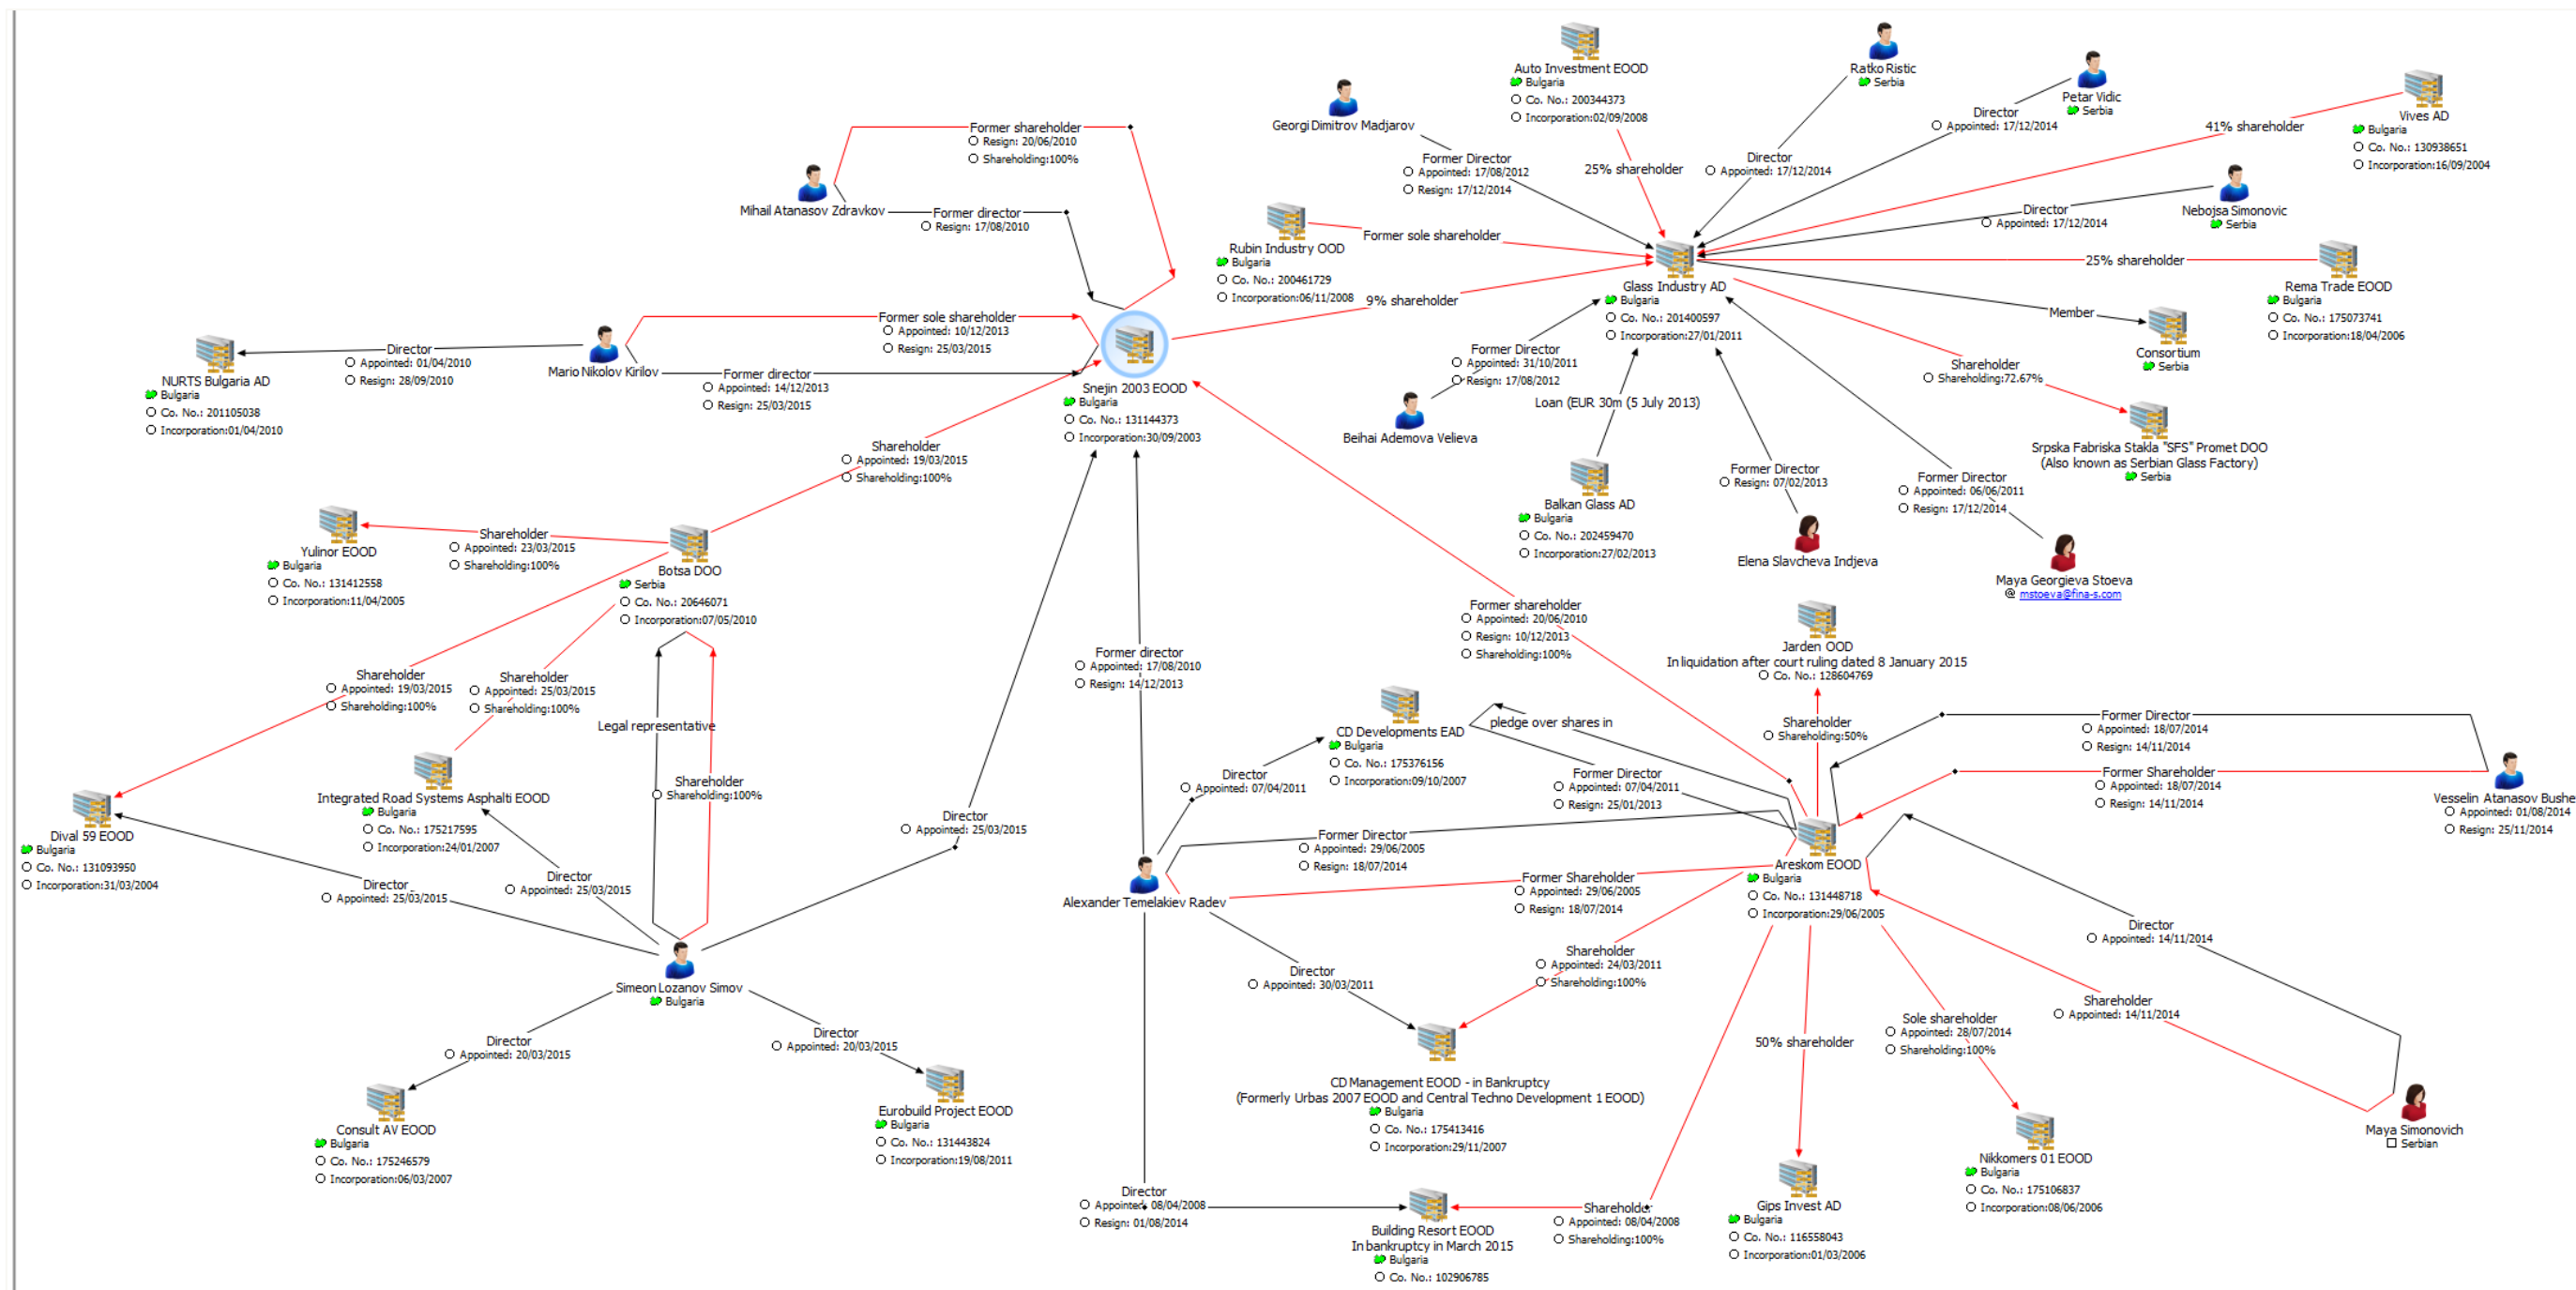 Auto Investment EOOD
Bulgaria
Co. No.: 200344373
Incorporation:02/09/2008
Ratko Ristic
Serbia
Petar Vidic
Serbia
Vives AD
Bulgaria
Co. No.: 130938651
Incorporation:16/09/2004
Georgi Dimitrov Madjarov
Former shareholder
Resign: 20/06/2010
Shareholding:100%
Mihail Atanasov Zdravkov
Former director
Resign: 17/08/2010
Former Director
Appointed: 17/08/2012
Resign: 17/12/2014
25% shareholder
Director
Appointed: 17/12/2014
Director
Appointed: 17/12/2014
41% shareholder
Nebojsa Simonovic
Serbia
Director
Appointed: 17/12/2014
Rubin Industry OOD
Bulgaria
Co. No.: 200461729
Incorporation:06/11/2008
Former sole shareholder
9% shareholder
Glass Industry AD
Bulgaria
Co. No.: 201400597
Incorporation:27/01/2011
25% shareholder
Rema Trade EOOD
Bulgaria
Co. No.: 175073741
Incorporation:18/04/2006
Member
Consortium
Serbia
Shareholder
Shareholding:72.67%
Srpska Fabriska Stakla "SFS" Promet DOO
(Also known as Serbian Glass Factory)
Serbia
NURTS Bulgaria AD
Bulgaria
Co. No.: 201105038
Incorporation:01/04/2010
Director
Appointed: 01/04/2010
Resign: 28/09/2010
Mario Nikolov Kirilov
Former sole shareholder
Appointed: 10/12/2013
Resign: 25/03/2015
Former director
Appointed: 14/12/2013
Resign: 25/03/2015
Snejin 2003 EOOD
Bulgaria
Co. No.: 131144373
Incorporation:30/09/2003
Former Director
Appointed: 31/10/2011
Resign: 17/08/2012
Beihai Ademova Velieva
Loan (EUR 30m (5 July 2013)
Balkan Glass AD
Bulgaria
Co. No.: 202459470
Incorporation:27/02/2013
Former Director
Resign: 07/02/2013
Elena Slavcheva Indjeva
Former Director
Appointed: 06/06/2011
Resign: 17/12/2014
Maya Georgieva Stoeva
@ mstoeva@fina-s.com
Shareholder
Appointed: 19/03/2015
Shareholding:100%
Yulinor EOOD
Bulgaria
Co. No.: 131412558
Incorporation:11/04/2005
Shareholder
Appointed: 23/03/2015
Shareholding:100%
Botsa DOO
Serbia
Co. No.: 20646071
Incorporation:07/05/2010
Shareholder
Appointed: 19/03/2015
Shareholding:100%
Shareholder
Appointed: 25/03/2015
Shareholding:100%
Legal representative
Shareholder
Shareholding:100%
Former director
Appointed: 17/08/2010
Resign: 14/12/2013
Former shareholder
Appointed: 20/06/2010
Resign: 10/12/2013
Shareholding:100%
Jarden OOD
In liquidation after court ruling dated 8 January 2015
Co. No.: 128604769
Shareholder
Shareholding:50%
CD Developments EAD
Bulgaria
Co. No.: 175376156
Incorporation:09/10/2007
pledge over shares in
Director
Appointed: 07/04/2011
Former Director
Appointed: 07/04/2011
Resign: 25/01/2013
Former Director
Appointed: 18/07/2014
Resign: 14/11/2014
Former Shareholder
Appointed: 18/07/2014
Resign: 14/11/2014
Vesselin Atanasov Bushe
Appointed: 01/08/2014
Resign: 25/11/2014
Dival 59 EOOD
Bulgaria
Co. No.: 131093950
Incorporation:31/03/2004
Integrated Road Systems Asphalti EOOD
Bulgaria
Co. No.: 175217595
Incorporation:24/01/2007
Director
Appointed: 25/03/2015
Director
Appointed: 25/03/2015
Director
Appointed: 25/03/2015
Former Director
Appointed: 29/06/2005
Resign: 18/07/2014
Alexander Temelakiev Radev
Former Shareholder
Appointed: 29/06/2005
Resign: 18/07/2014
Areskom EOOD
Bulgaria
Co. No.: 131448718
Incorporation:29/06/2005
Simeon Lozanov Simov
Bulgaria
Director
Appointed: 30/03/2011
Shareholder
Appointed: 24/03/2011
Shareholding:100%
Director
Appointed: 14/11/2014
Shareholder
Appointed: 14/11/2014
Sole shareholder
Appointed: 28/07/2014
Shareholding:100%
50% shareholder
Director
Appointed: 20/03/2015
Director
Appointed: 20/03/2015
Consult AV EOOD
Bulgaria
Co. No.: 175246579
Incorporation:06/03/2007
Eurobuild Project EOOD
Bulgaria
Co. No.: 131443824
Incorporation:19/08/2011
CD Management EOOD - in Bankruptcy
(Formerly Urbas 2007 EOOD and Central Techno Development 1 EOOD)
Bulgaria
Co. No.: 175413416
Incorporation:29/11/2007
Maya Simonovich
Serbian
Nikkomers 01 EOOD
Bulgaria
Co. No.: 175106837
Incorporation:08/06/2006
Director
Appointed: 08/04/2008
Resign: 01/08/2014
Building Resort EOOD
In bankruptcy in March 2015
Bulgaria
Co. No.: 102906785
Shareholder
Appointed: 08/04/2008
Shareholding:100%
Gips Invest AD
Bulgaria
Co. No.: 116558043
Incorporation:01/03/2006